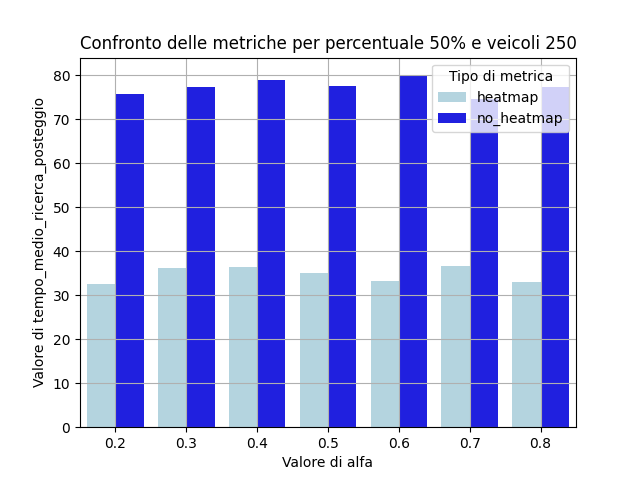 Confronto delle metriche per percentuale 50% e veicoli 250
Valore di tempo_medio_ricerca_posteggio
80
70
60
50
40
30
20
10
0
Tipo di metrica
heatmap
no_heatmap
0.2 0.3 0.4 0.5 0.6 0.7 0.8
Valore di alfa